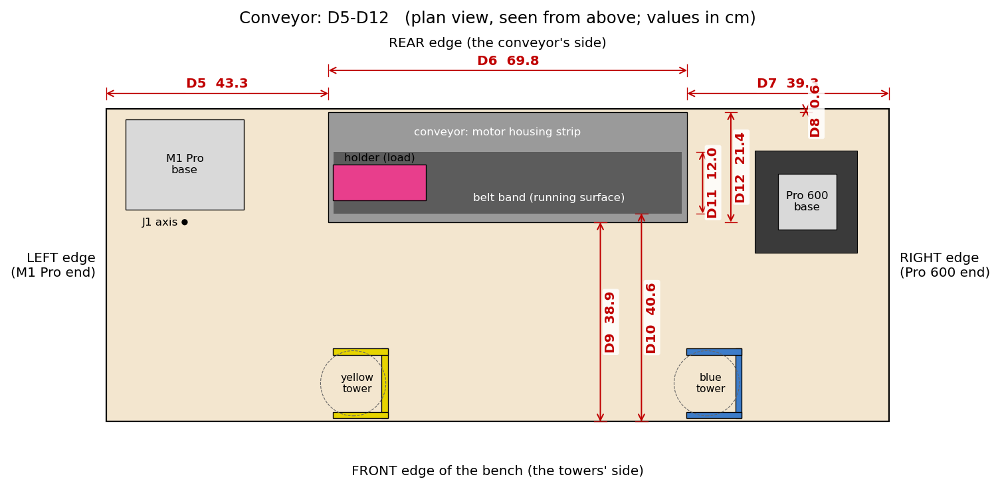 Conveyor: D5-D12   (plan view, seen from above; values in cm)
REAR edge (the conveyor's side)
D6  69.8
D5  43.3
D7  39.3
D8  0.6
conveyor: motor housing strip
M1 Pro
base
holder (load)
belt band (running surface)
D11  12.0
D12  21.4
Pro 600
base
J1 axis
LEFT edge
(M1 Pro end)
RIGHT edge
(Pro 600 end)
D9  38.9
D10  40.6
yellow
tower
blue
tower
FRONT edge of the bench (the towers' side)